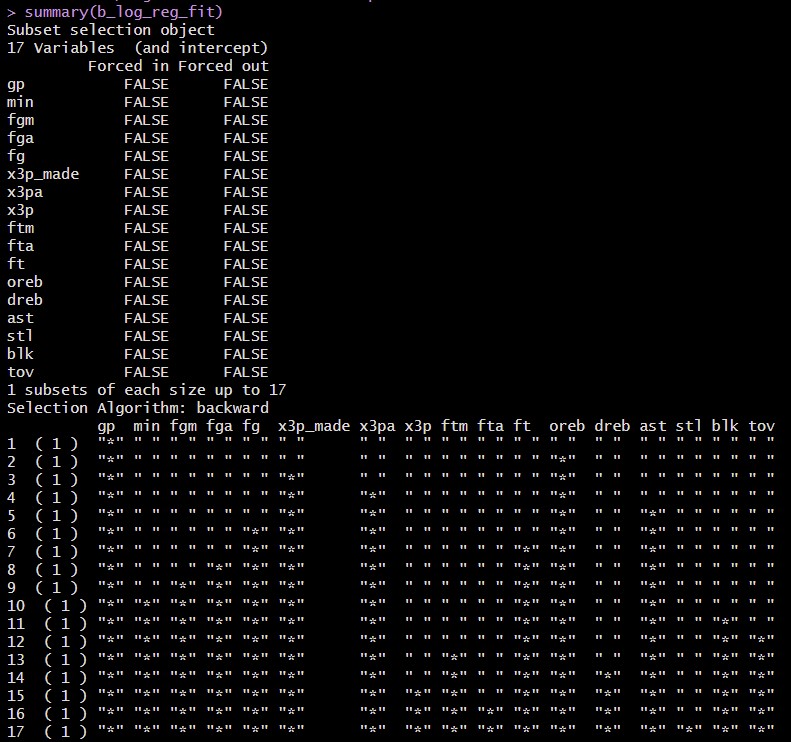 > summary(b_log_reg_fit)
Subset selection object
17 Variables  (and intercept)
         Forced in Forced out
gp           FALSE      FALSE
min          FALSE      FALSE
fgm          FALSE      FALSE
fga          FALSE      FALSE
fg           FALSE      FALSE
x3p_made     FALSE      FALSE
x3pa         FALSE      FALSE
x3p          FALSE      FALSE
ftm          FALSE      FALSE
fta          FALSE      FALSE
ft           FALSE      FALSE
oreb         FALSE      FALSE
dreb         FALSE      FALSE
ast          FALSE      FALSE
stl          FALSE      FALSE
blk          FALSE      FALSE
tov          FALSE      FALSE
1 subsets of each size up to 17
Selection Algorithm: backward
          gp  min fgm fga fg  x3p_made x3pa x3p ftm fta ft  oreb dreb ast stl blk tov
1  ( 1 )  "*" " " " " " " " " " "      " "  " " " " " " " " " "  " "  " " " " " " " "
2  ( 1 )  "*" " " " " " " " " " "      " "  " " " " " " " " "*"  " "  " " " " " " " "
3  ( 1 )  "*" " " " " " " " " "*"      " "  " " " " " " " " "*"  " "  " " " " " " " "
4  ( 1 )  "*" " " " " " " " " "*"      "*"  " " " " " " " " "*"  " "  " " " " " " " "
5  ( 1 )  "*" " " " " " " " " "*"      "*"  " " " " " " " " "*"  " "  "*" " " " " " "
6  ( 1 )  "*" " " " " " " "*" "*"      "*"  " " " " " " " " "*"  " "  "*" " " " " " "
7  ( 1 )  "*" " " " " " " "*" "*"      "*"  " " " " " " "*" "*"  " "  "*" " " " " " "
8  ( 1 )  "*" " " " " "*" "*" "*"      "*"  " " " " " " "*" "*"  " "  "*" " " " " " "
9  ( 1 )  "*" " " "*" "*" "*" "*"      "*"  " " " " " " "*" "*"  " "  "*" " " " " " "
10  ( 1 ) "*" "*" "*" "*" "*" "*"      "*"  " " " " " " "*" "*"  " "  "*" " " " " " "
11  ( 1 ) "*" "*" "*" "*" "*" "*"      "*"  " " " " " " "*" "*"  " "  "*" " " "*" " "
12  ( 1 ) "*" "*" "*" "*" "*" "*"      "*"  " " " " " " "*" "*"  " "  "*" " " "*" "*"
13  ( 1 ) "*" "*" "*" "*" "*" "*"      "*"  " " "*" " " "*" "*"  " "  "*" " " "*" "*"
14  ( 1 ) "*" "*" "*" "*" "*" "*"      "*"  " " "*" " " "*" "*"  "*"  "*" " " "*" "*"
15  ( 1 ) "*" "*" "*" "*" "*" "*"      "*"  "*" "*" " " "*" "*"  "*"  "*" " " "*" "*"
16  ( 1 ) "*" "*" "*" "*" "*" "*"      "*"  "*" "*" "*" "*" "*"  "*"  "*" " " "*" "*"
17  ( 1 ) "*" "*" "*" "*" "*" "*"      "*"  "*" "*" "*" "*" "*"  "*"  "*" "*" "*" "*"